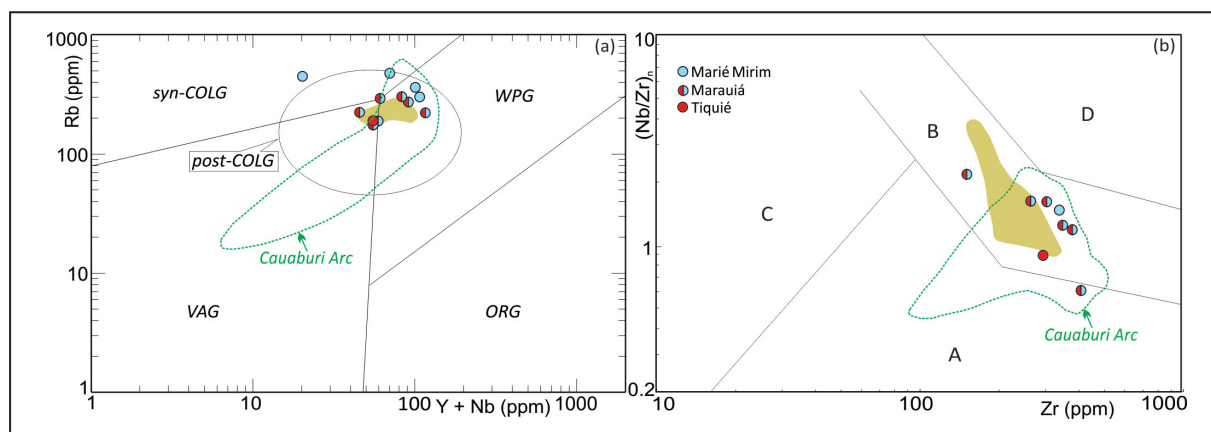 1000
(a)
syn-COLG
WPG
Rb (ppm)
100
post-COLG
10
Cauaburi Arc
VAG
ORG
1
1
10
100
Y + Nb (ppm)
1000
10
(b)
Marié Mirim
Marauiá
Tiquié
(Nb/Zr)n
D
B
C
1
Cauaburi Arc
A
0.2
10
100
Zr (ppm)
1000